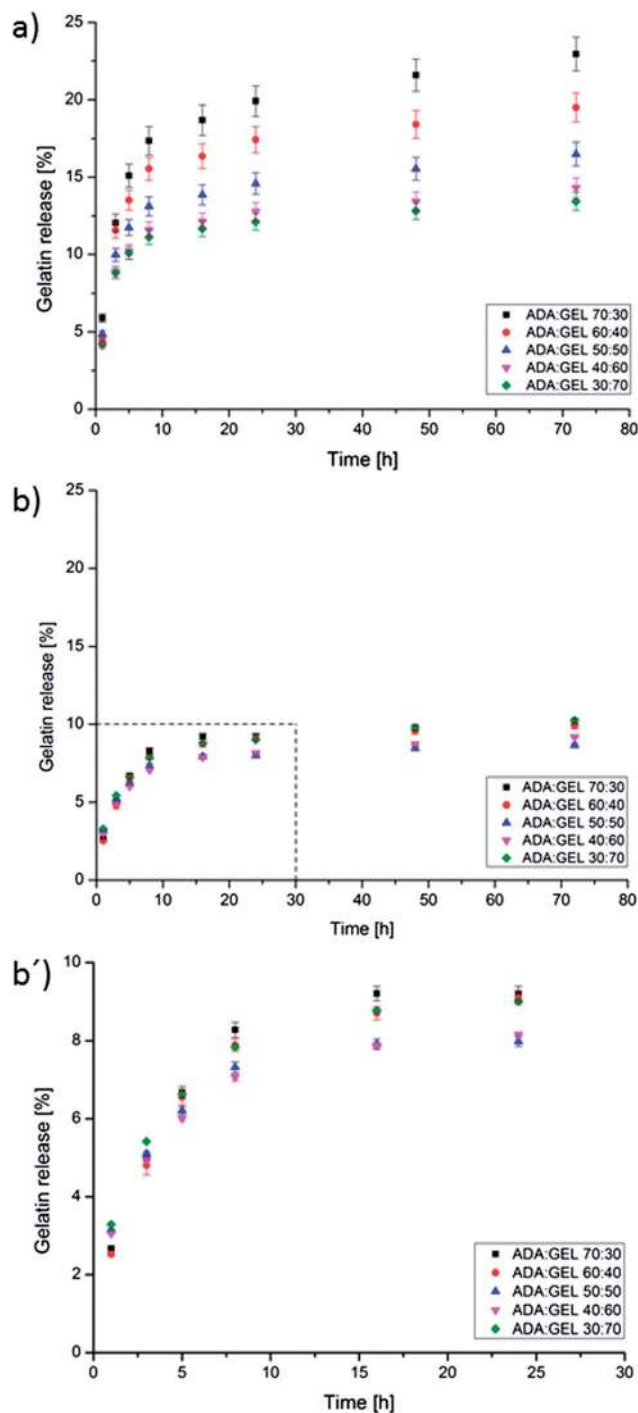 a)
25
20
15
10
5
0
Gelatin release [%]
0 10 20 30 40 50 60 70 80
Time [h]
ADA:GEL 70:30
ADA:GEL 60:40
ADA:GEL 50:50
ADA:GEL 40:60
ADA:GEL 30:70
b)
25
20
15
10
5
0
Gelatin release [%]
0 10 20 30 40 50 60 70 80
Time [h]
ADA:GEL 70:30
ADA:GEL 60:40
ADA:GEL 50:50
ADA:GEL 40:60
ADA:GEL 30:70
b´)
10
8
6
4
2
0
Gelatin release [%]
0 5 10 15 20 25 30
Time [h]
ADA:GEL 70:30
ADA:GEL 60:40
ADA:GEL 50:50
ADA:GEL 40:60
ADA:GEL 30:70